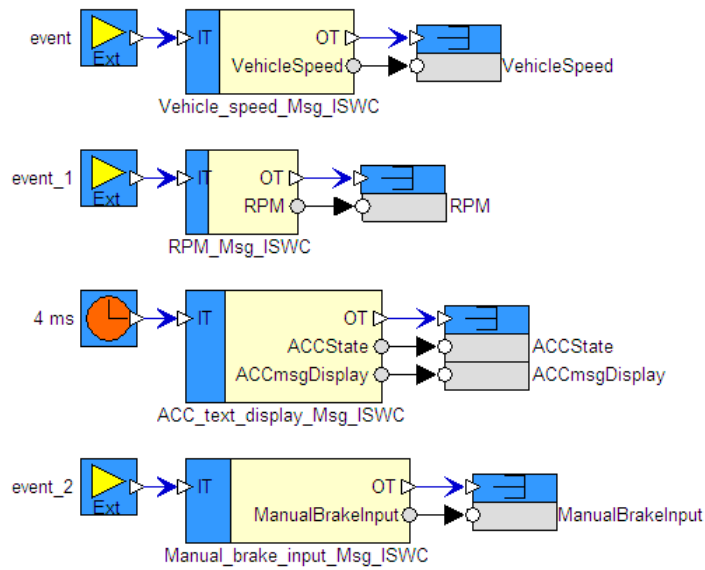 event Ext IT OT VehicleSpeed VehicleSpeed
Vehicle_speed_Msg_ISWC
event_1 Ext IT OT RPM RPM
RPM_Msg_ISWC
4 ms IT OT
ACCState ACCState
ACCmsgDisplay ACCmsgDisplay
ACC_text_display_Msg_ISWC
event_2 Ext IT OT
ManualBrakeInput ManualBrakeInput
Manual_brake_input_Msg_ISWC